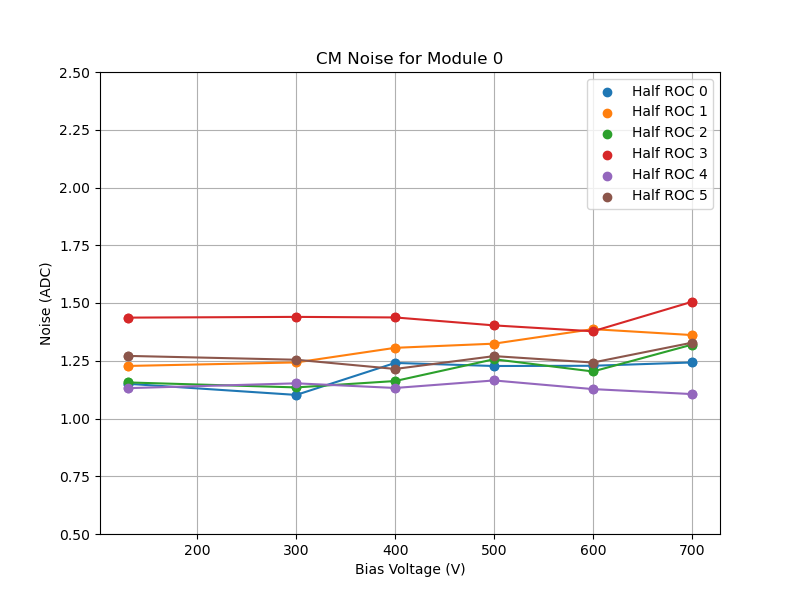 CM Noise for Module 0
2.50
2.25
2.00
1.75
1.50
1.25
1.00
0.75
0.50
Noise (ADC)
Half ROC 0
Half ROC 1
Half ROC 2
Half ROC 3
Half ROC 4
Half ROC 5
200 300 400 500 600 700
Bias Voltage (V)